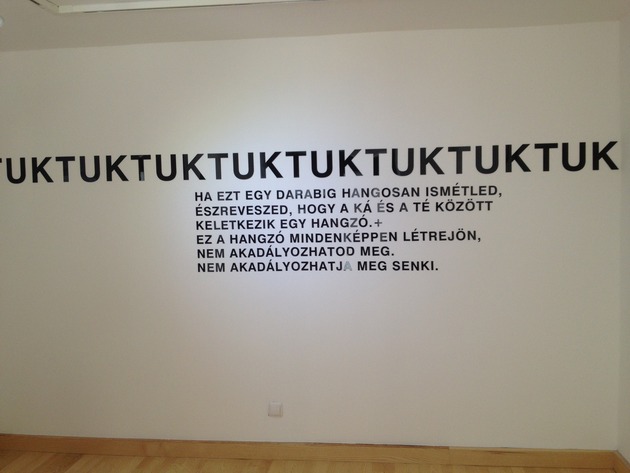 TUKTUKTUKTUKTUKTUKTUKTUK
HA EZT EGY DARABIG HANGOSAN ISMÉTLED,
ÉSZREVESZED, HOGY A KÁ ÉS A TÉ KÖZÖTT
KELETKEZIK EGY HANGZÓ.+
EZ A HANGZÓ MINDENKÉPPEN LÉTREJÖN,
NEM AKADÁLYOZHATOD MEG.
NEM AKADÁLYOZHATJA MEG SENKI.